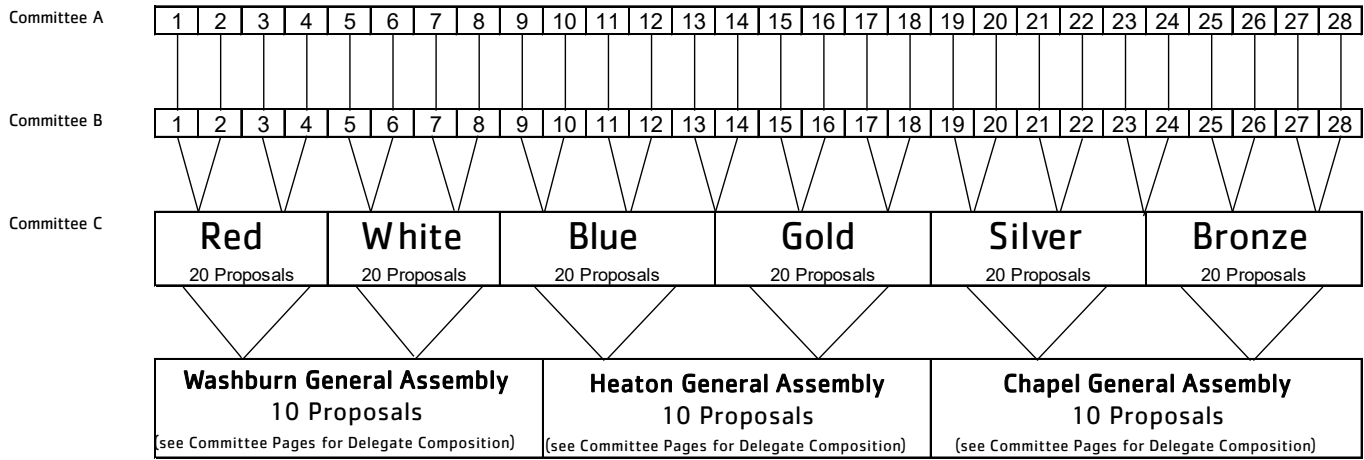 Committee A 1 2 3 4 5 6 7 8 9 10 11 12 13 14 15 16 17 18 19 20 21 22 23 24 25 26 27 28
Committee B 1 2 3 4 5 6 7 8 9 10 11 12 13 14 15 16 17 18 19 20 21 22 23 24 25 26 27 28
Committee C Red White Blue Gold Silver Bronze
20 Proposals 20 Proposals 20 Proposals 20 Proposals 20 Proposals 20 Proposals
Washburn General Assembly Heaton General Assembly Chapel General Assembly
10 Proposals 10 Proposals 10 Proposals
(see Committee Pages for Delegate Composition) (see Committee Pages for Delegate Composition) (see Committee Pages for Delegate Composition)